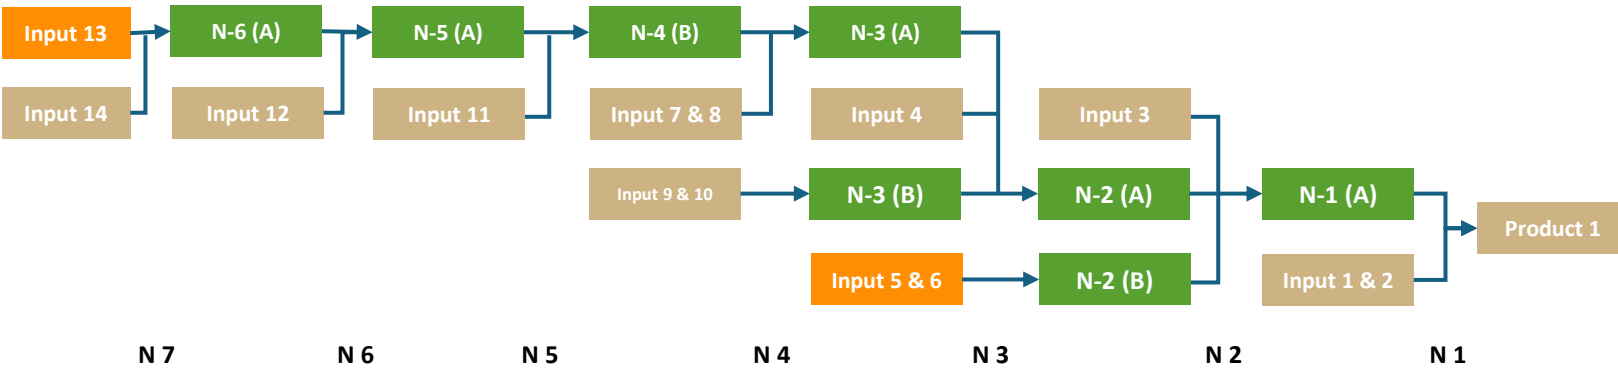 Input 13
N-6 (A)
N-5 (A)
N-4 (B)
N-3 (A)
Input 14
Input 12
Input 11
Input 7 & 8
Input 4
Input 3
Input 9 & 10
N-3 (B)
N-2 (A)
N-1 (A)
Product 1
Input 5 & 6
N-2 (B)
Input 1 & 2
N 7
N 6
N 5
N 4
N 3
N 2
N 1